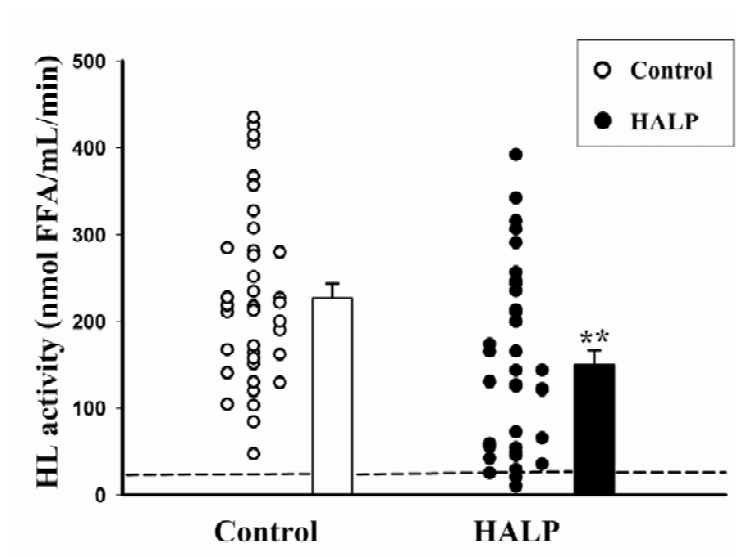 HL activity (nmol FFA/mL/min)
500
400
300
200
100
0
Control
HALP
**
Control
HALP